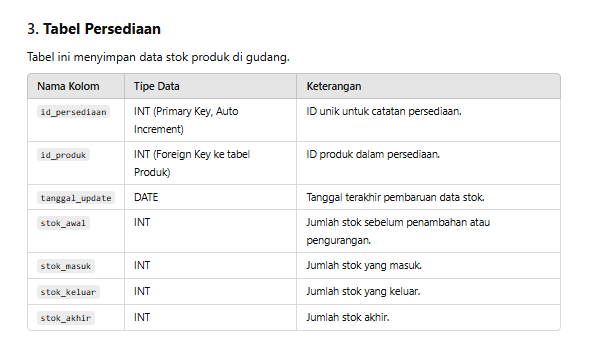 3. Tabel Persediaan
Tabel ini menyimpan data stok produk di gudang.
Nama Kolom Tipe Data Keterangan
id_persediaan INT (Primary Key, Auto Increment) ID unik untuk catatan persediaan.
id_produk INT (Foreign Key ke tabel Produk) ID produk dalam persediaan.
tanggal_update DATE Tanggal terakhir pembaruan data stok.
stok_awal INT Jumlah stok sebelum penambahan atau pengurangan.
stok_masuk INT Jumlah stok yang masuk.
stok_keluar INT Jumlah stok yang keluar.
stok_akhir INT Jumlah stok akhir.